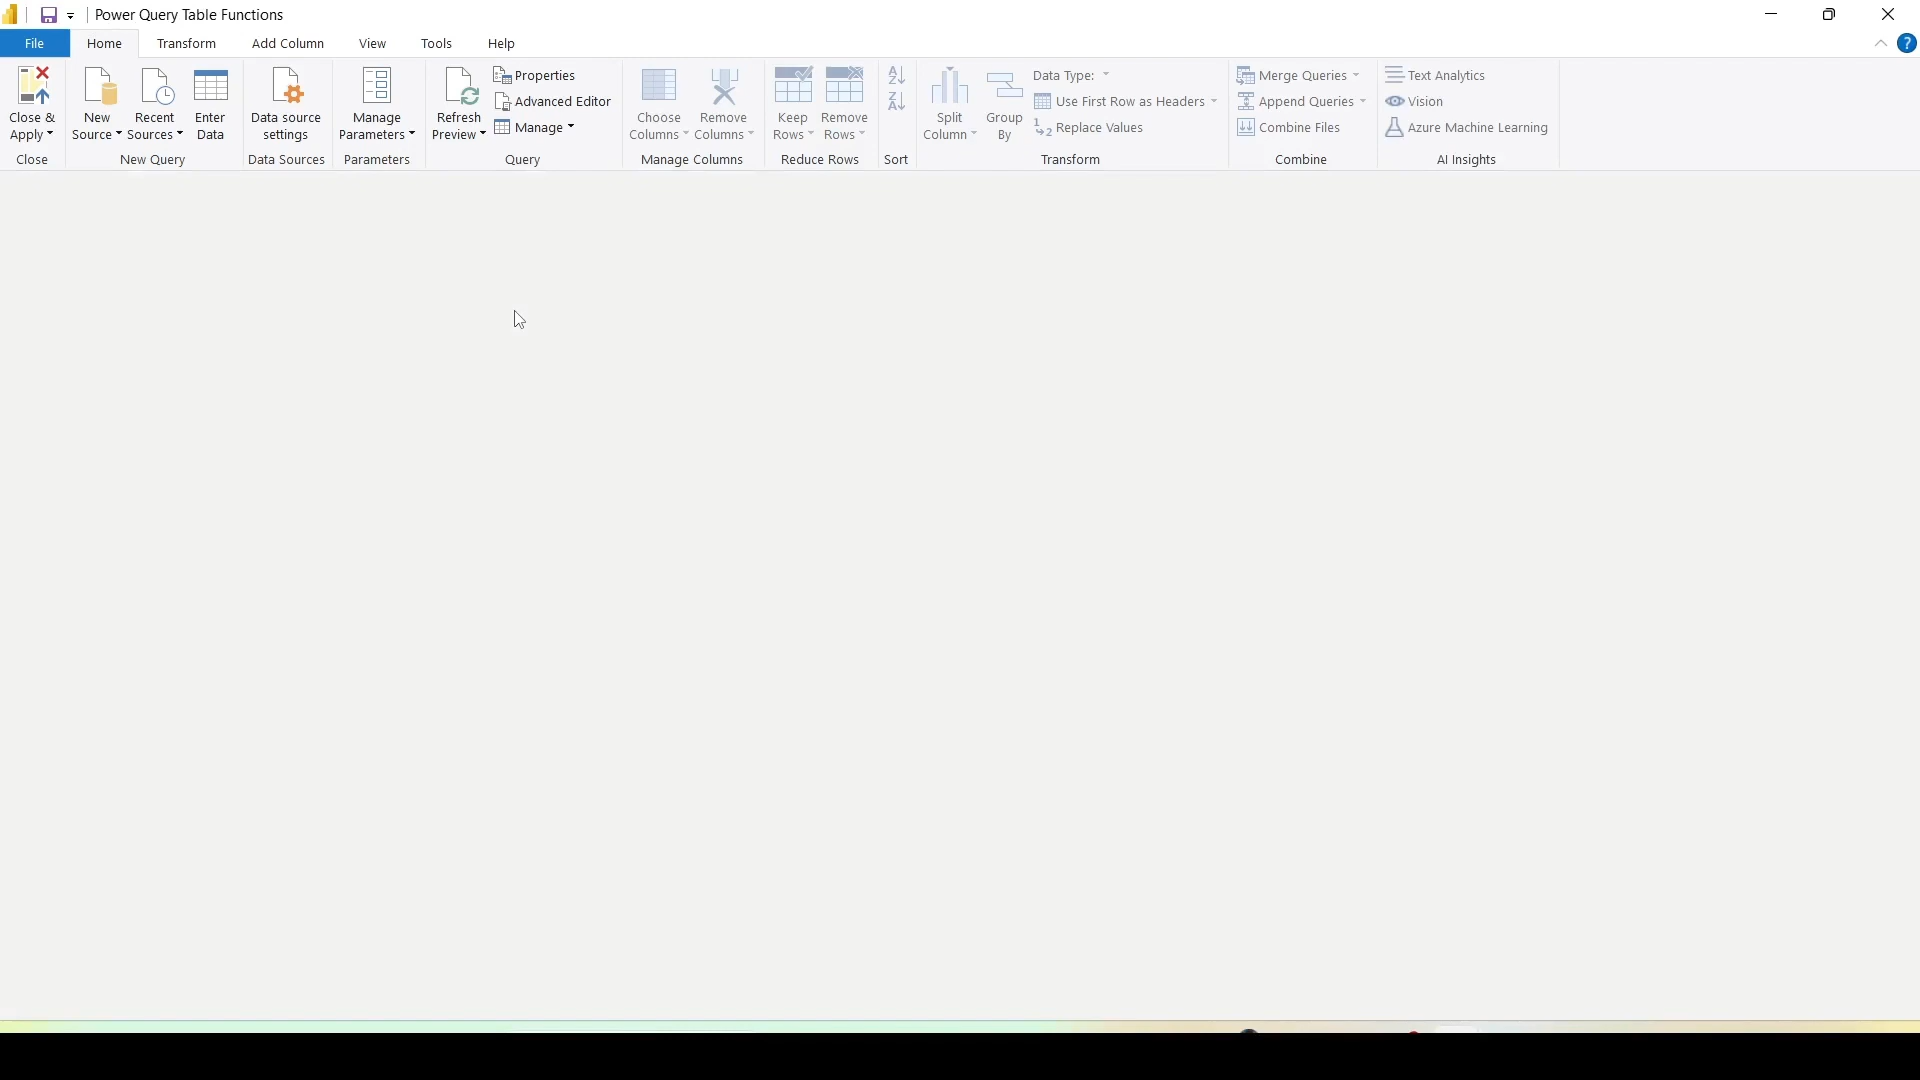 Power Query Table Functions
File Home Transform Add Column View Tools Help
Close & Apply
New Source
Recent Sources
Enter Data
Data source settings
Manage Parameters
Refresh Preview
Properties
Advanced Editor
Manage
Choose Columns
Remove Columns
Keep Rows
Remove Rows
Split Column
Group By
Data Type:
Use First Row as Headers
Replace Values
Merge Queries
Append Queries
Combine Files
Text Analytics
Vision
Azure Machine Learning
Close New Query Data Sources Parameters Query Manage Columns Reduce Rows Sort Transform Combine AI Insights